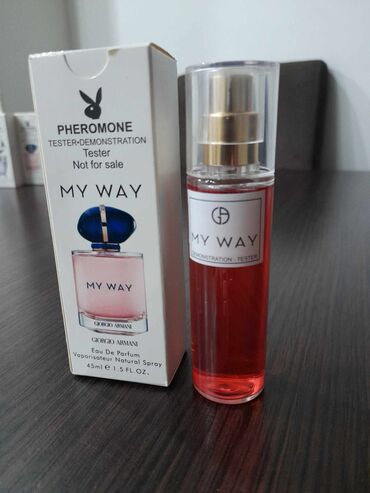 PHEROMONE
TESTER•DEMONSTRATION
Tester
Not for sale
MY WAY
MY WAY
GIORGIO ARMANI
GIORGIO ARMANI
Eau De Parfum
Vaporisateur Natural Spray
45ml e 1.5 FL.OZ.
MY WAY
DEMONSTRATION - TESTER